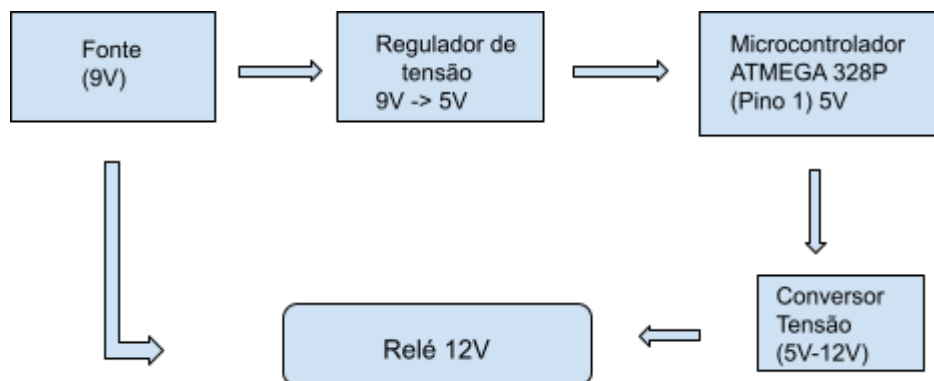 Fonte
(9V)
Regulador de
tensão
9V -> 5V
Microcontrolador
ATMEGA 328P
(Pino 1) 5V
Conversor
Tensão
(5V-12V)
Relé 12V